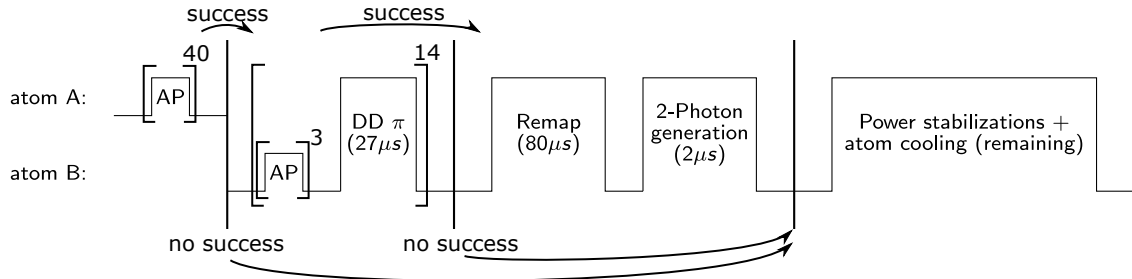 success
success
40
14
atom A:
AP
DD π
(27μs)
Remap
(80μs)
2-Photon
generation
(2μs)
Power stabilizations +
atom cooling (remaining)
3
AP
atom B:
no success
no success